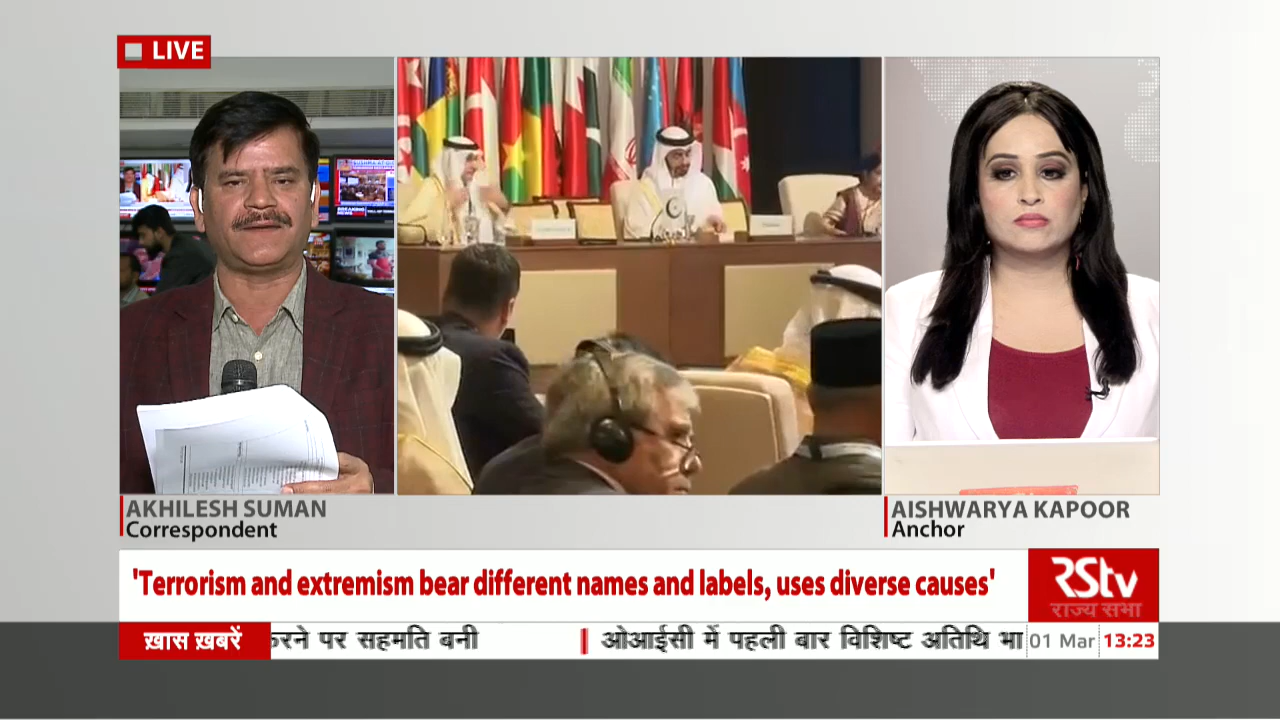 LIVE
AKHILESH SUMAN
Correspondent
AISHWARYA KAPOOR
Anchor
'Terrorism and extremism bear different names and labels, uses diverse causes'
RSTV
राज्य सभा
ख़ास ख़बरें
करने पर सहमति बनी | ओआईसी में पहली बार विशिष्ट अतिथि भा
01 Mar 13:23